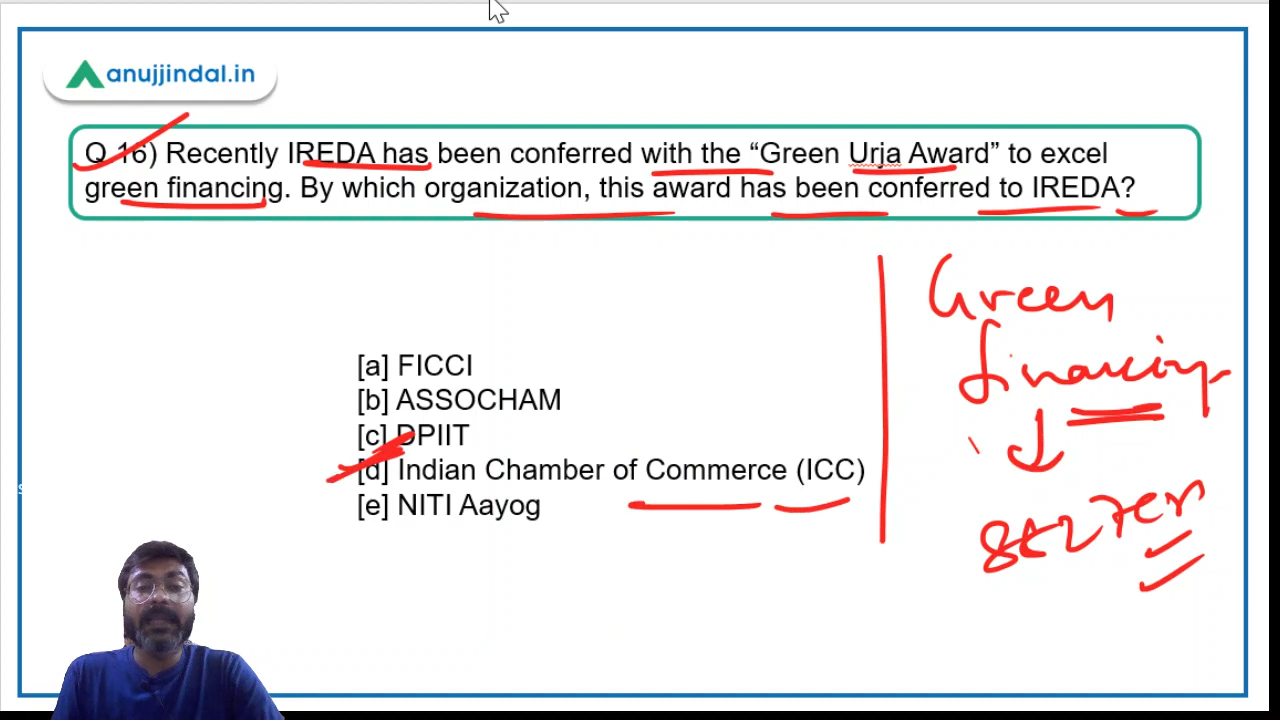 anujjindal.in
Q 16) Recently IREDA has been conferred with the “Green Urja Award” to excel
green financing. By which organization, this award has been conferred to IREDA?
[a] FICCI
[b] ASSOCHAM
[c] DPIIT
[d] Indian Chamber of Commerce (ICC)
[e] NITI Aayog
Green
financing